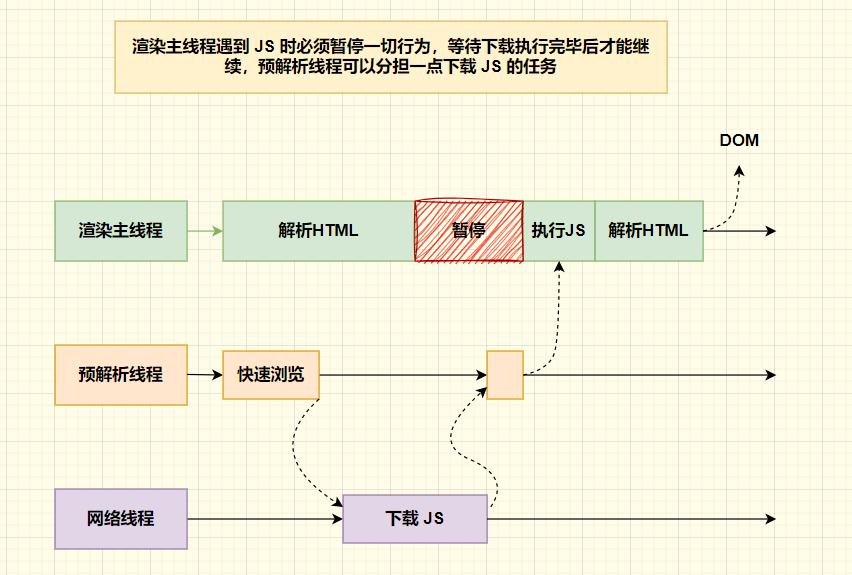 渲染主线程遇到 JS 时必须暂停一切行为，等待下载执行完毕后才能继
续，预解析线程可以分担一点下载 JS 的任务
DOM
渲染主线程
解析HTML
暂停
执行JS
解析HTML
预解析线程
快速浏览
网络线程
下载 JS